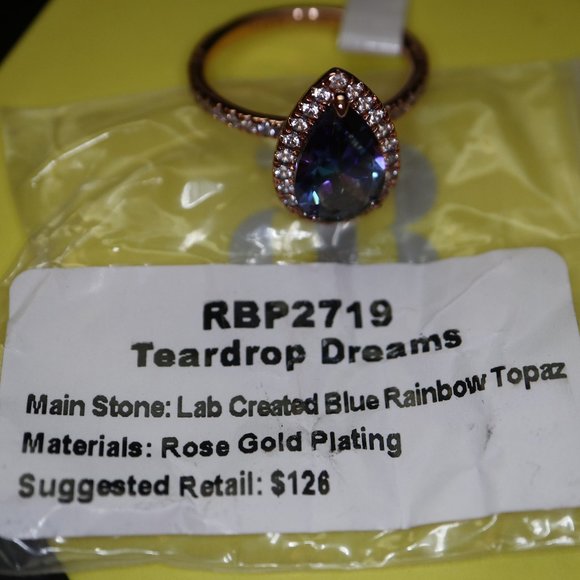 RBP2719
Teardrop Dreams
Main Stone: Lab Created Blue Rainbow Topaz
Materials: Rose Gold Plating
Suggested Retail: $126